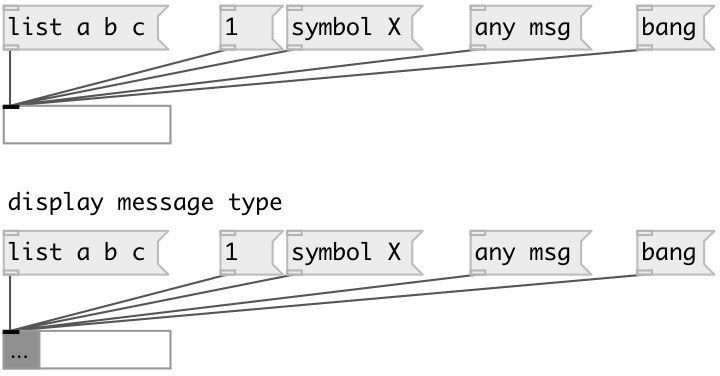 list a b c 1 symbol X any msg bang
display message type
list a b c 1 symbol X any msg bang
...